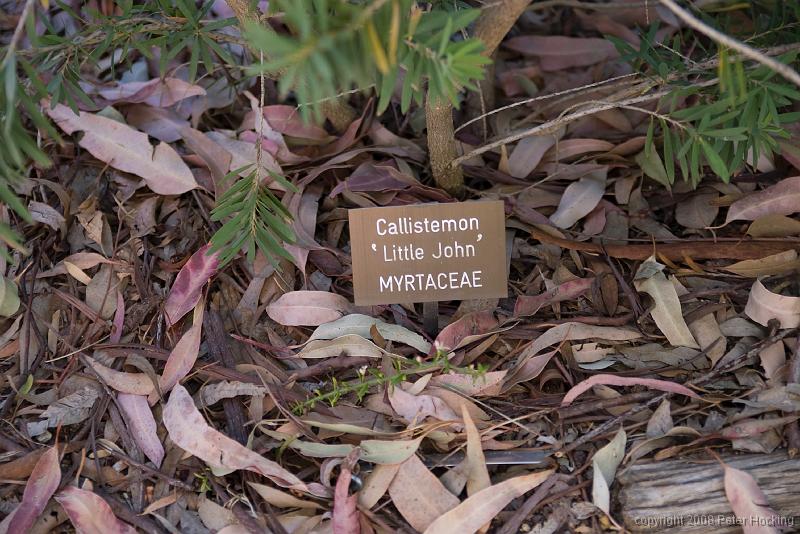 Callistemon
‘Little John’
MYRTACEAE
copyright © 2008 Peter Hocking